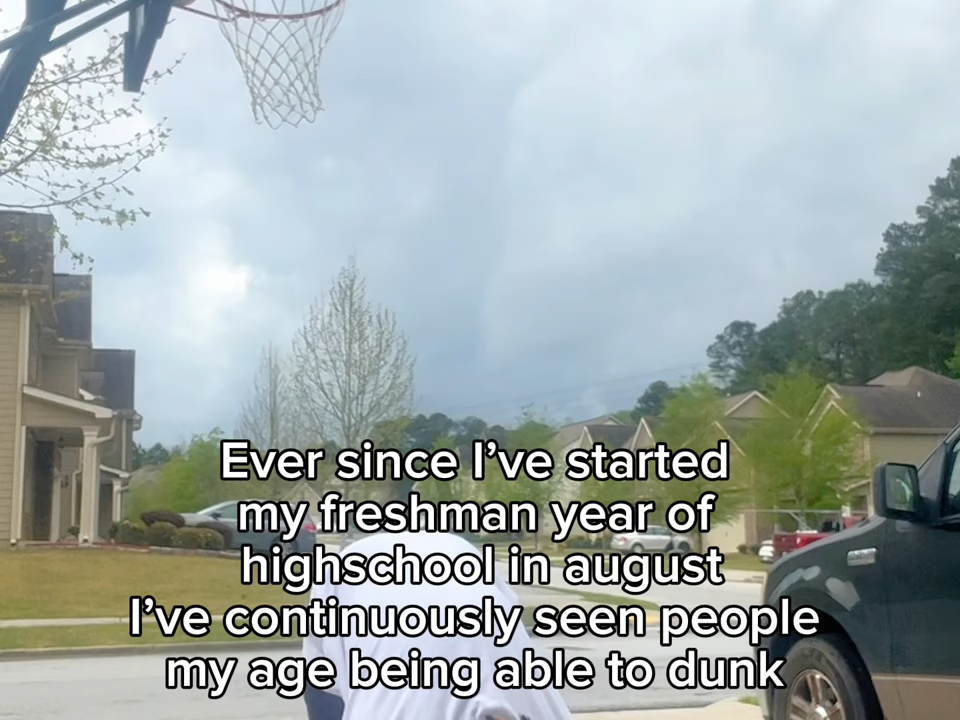 Ever since I've started
my freshman year of
highschool in august
I've continuously seen people
my age being able to dunk